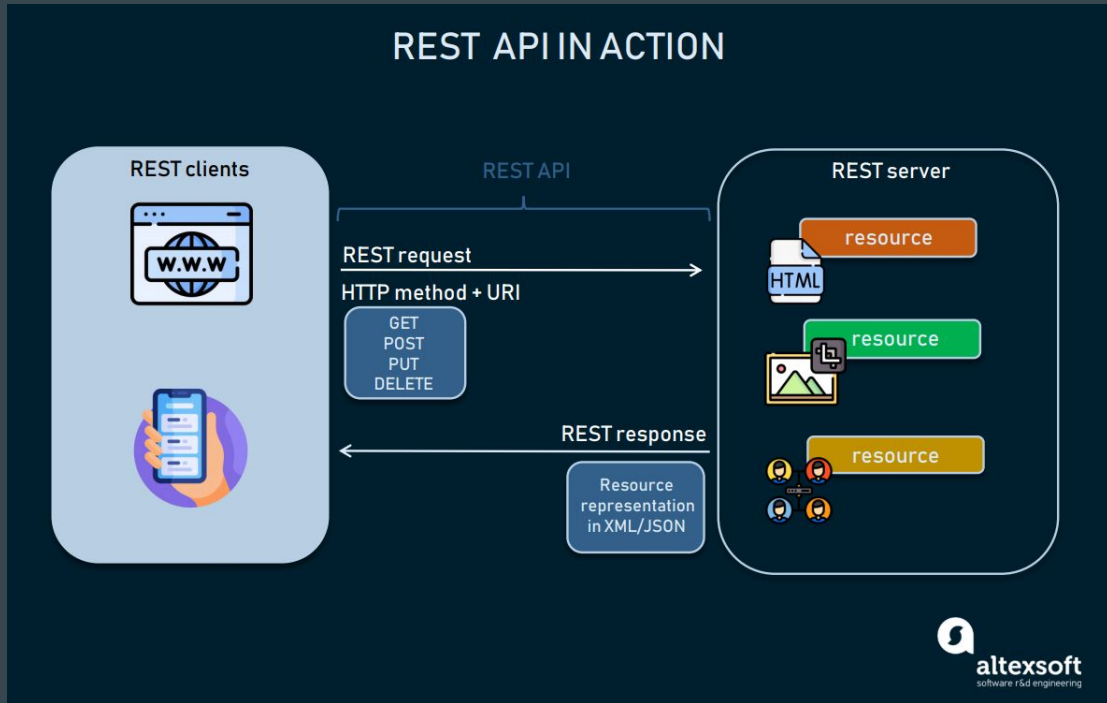 REST API IN ACTION
REST clients
W.W.W
REST API
REST request
HTTP method + URI
GET
POST
PUT
DELETE
REST response
Resource
representation
in XML/JSON
REST server
resource
HTML
resource
resource
altexsoft
software r&d engineering